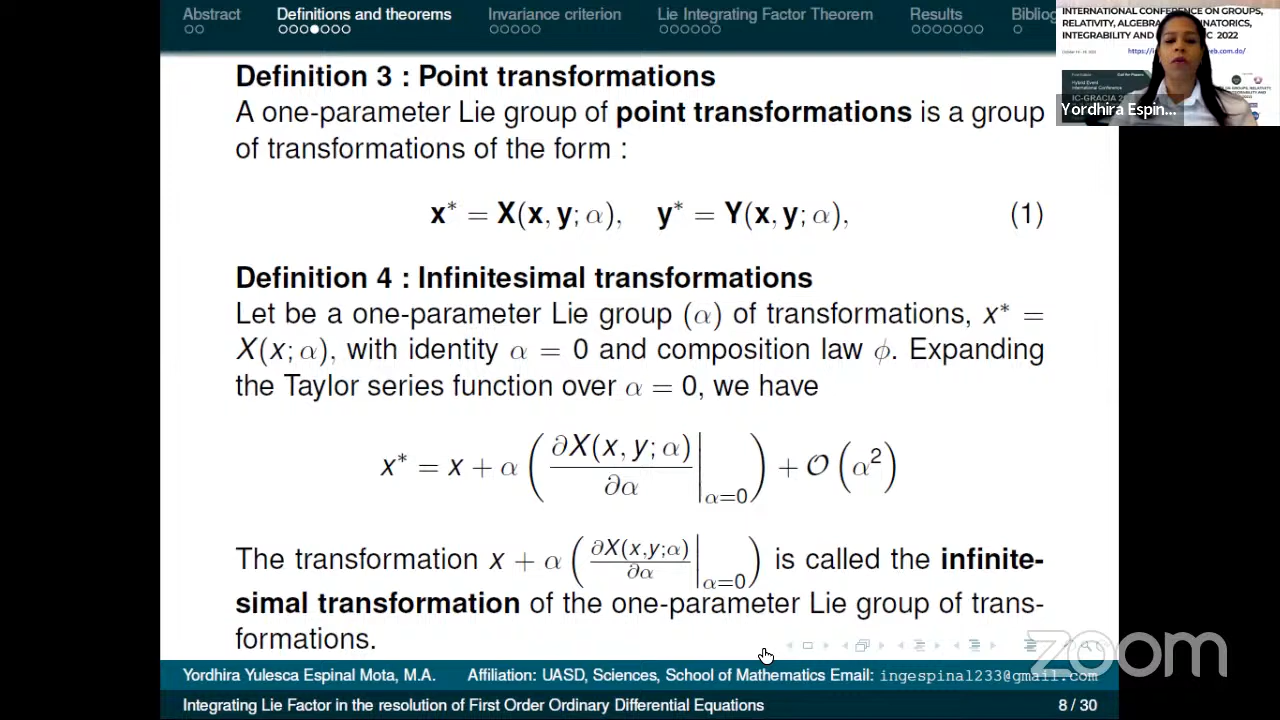 Abstract Definitions and theorems Invariance criterion Lie Integrating Factor Theorem Results Bibliog
INTERNATIONAL CONFERENCE ON GROUPS,
RELATIVITY, ALGEBRA
INTEGRABILITY AND 2022
Yordhira Espin...
Definition 3 : Point transformations
A one-parameter Lie group of point transformations is a group
of transformations of the form :
x* = X(x, y; α), y* = Y(x, y; α), (1)
Definition 4 : Infinitesimal transformations
Let be a one-parameter Lie group (α) of transformations, x* =
X(x; α), with identity α = 0 and composition law ϕ. Expanding
the Taylor series function over α = 0, we have
x* = x + α (∂X(x, y; α)/∂α |α=0) + O (α²)
The transformation x + α (∂X(x,y;α)/∂α |α=0) is called the infinite-
simal transformation of the one-parameter Lie group of trans-
formations.
zoom
Yordhira Yulesca Espinal Mota, M.A. Affiliation: UASD, Sciences, School of Mathematics Email: ingespinal233@gmail.com
Integrating Lie Factor in the resolution of First Order Ordinary Differential Equations 8 / 30